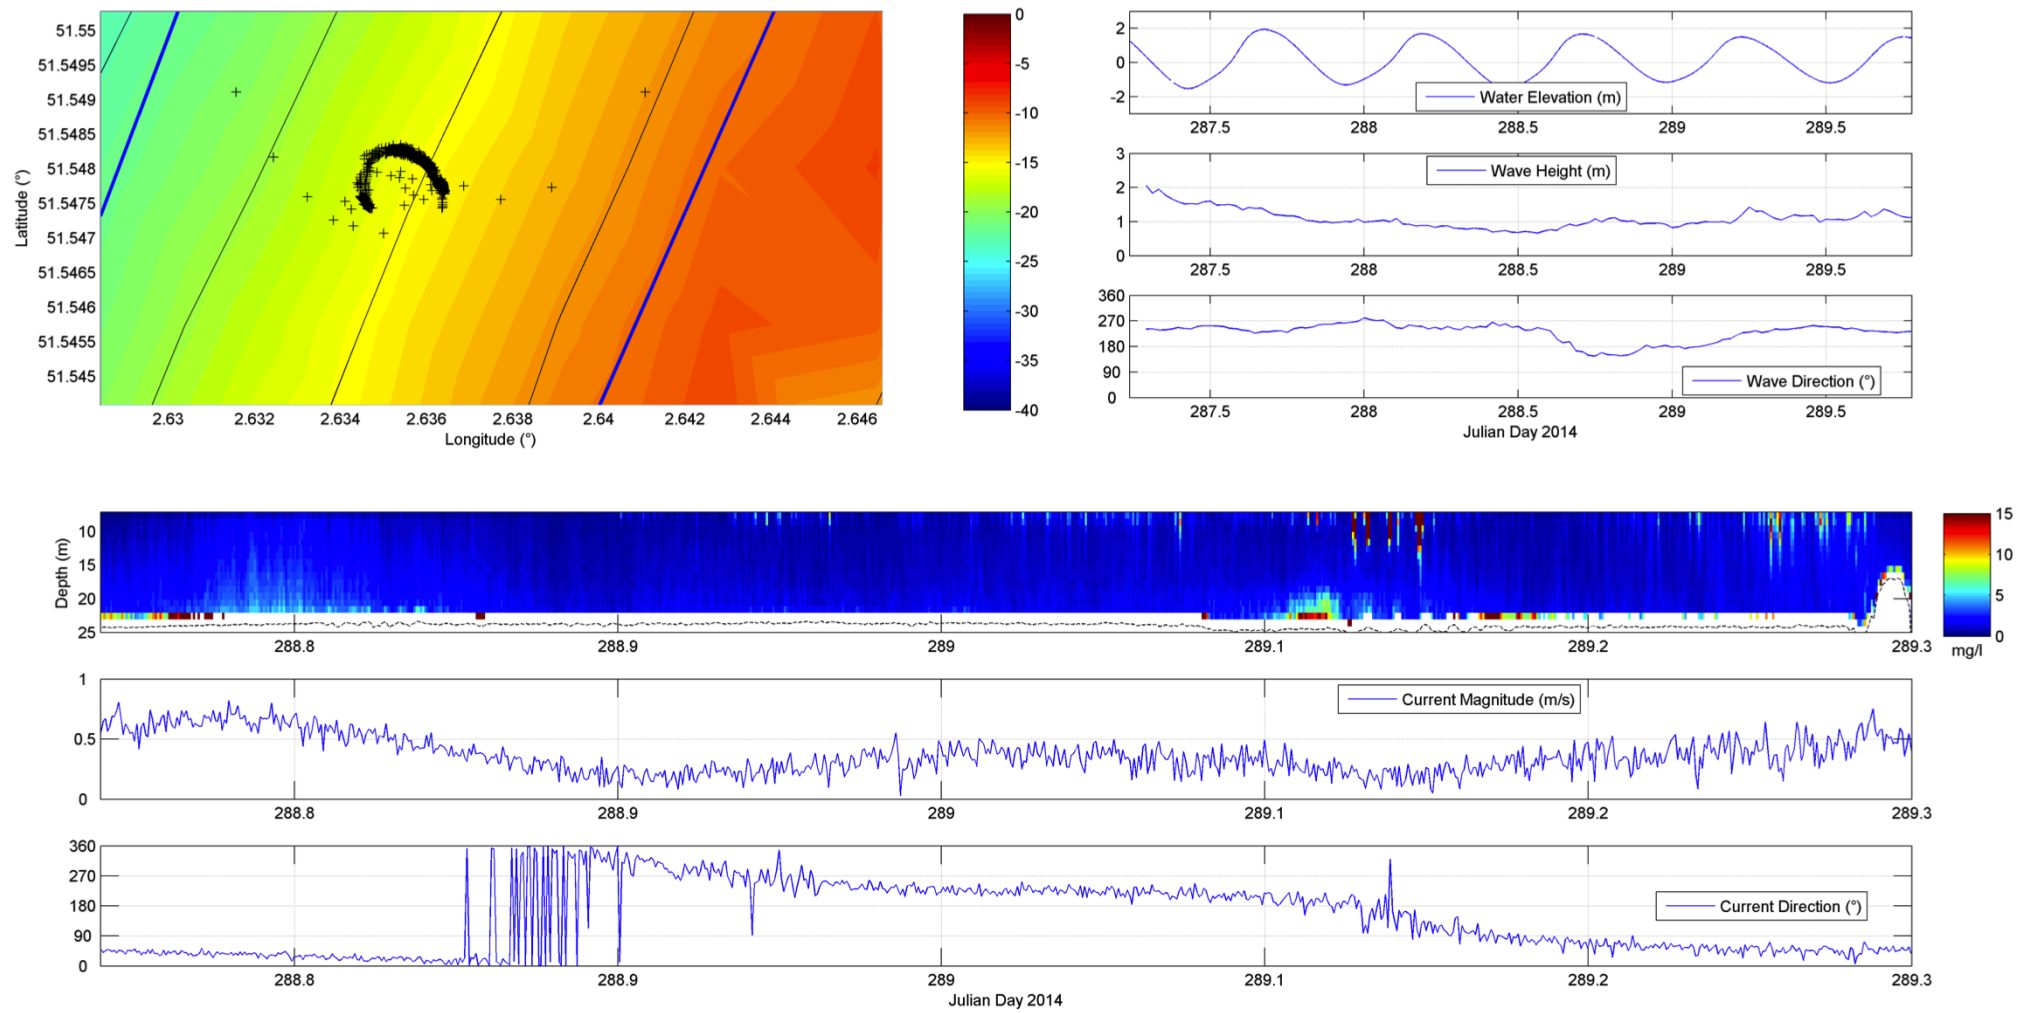 51.55
51.5495
51.549
51.5485
51.548
51.5475
51.547
51.5465
51.546
51.5455
51.545
Latitude (°)
2.63 2.632 2.634 2.636 2.638 2.64 2.642 2.644 2.646
Longitude (°)
0
-5
-10
-15
-20
-25
-30
-35
-40
2
0
-2
Water Elevation (m)
287.5 288 288.5 289 289.5
3
2
1
0
Wave Height (m)
287.5 288 288.5 289 289.5
360
270
180
90
0
Wave Direction (°)
287.5 288 288.5 289 289.5
Julian Day 2014
10
15
20
25
Depth (m)
288.8 288.9 289 289.1 289.2 289.3
15
10
5
0
mg/l
1
0.5
0
Current Magnitude (m/s)
288.8 288.9 289 289.1 289.2 289.3
360
270
180
90
0
Current Direction (°)
288.8 288.9 289 289.1 289.2 289.3
Julian Day 2014